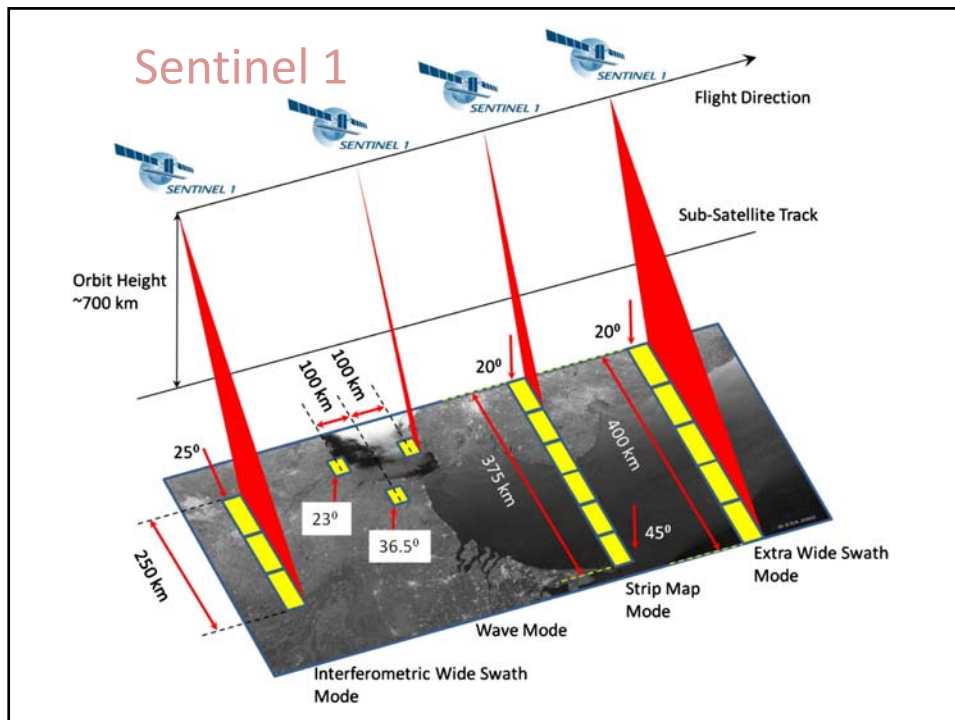 Sentinel 1
SENTINEL 1
SENTINEL 1
SENTINEL 1
SENTINEL 1
Flight Direction
Sub-Satellite Track
Orbit Height
~700 km
100 km
100 km
20⁰
20⁰
25⁰
23⁰
36.5⁰
375 km
400 km
45⁰
250 km
Extra Wide Swath
Mode
Strip Map
Mode
Wave Mode
Interferometric Wide Swath
Mode